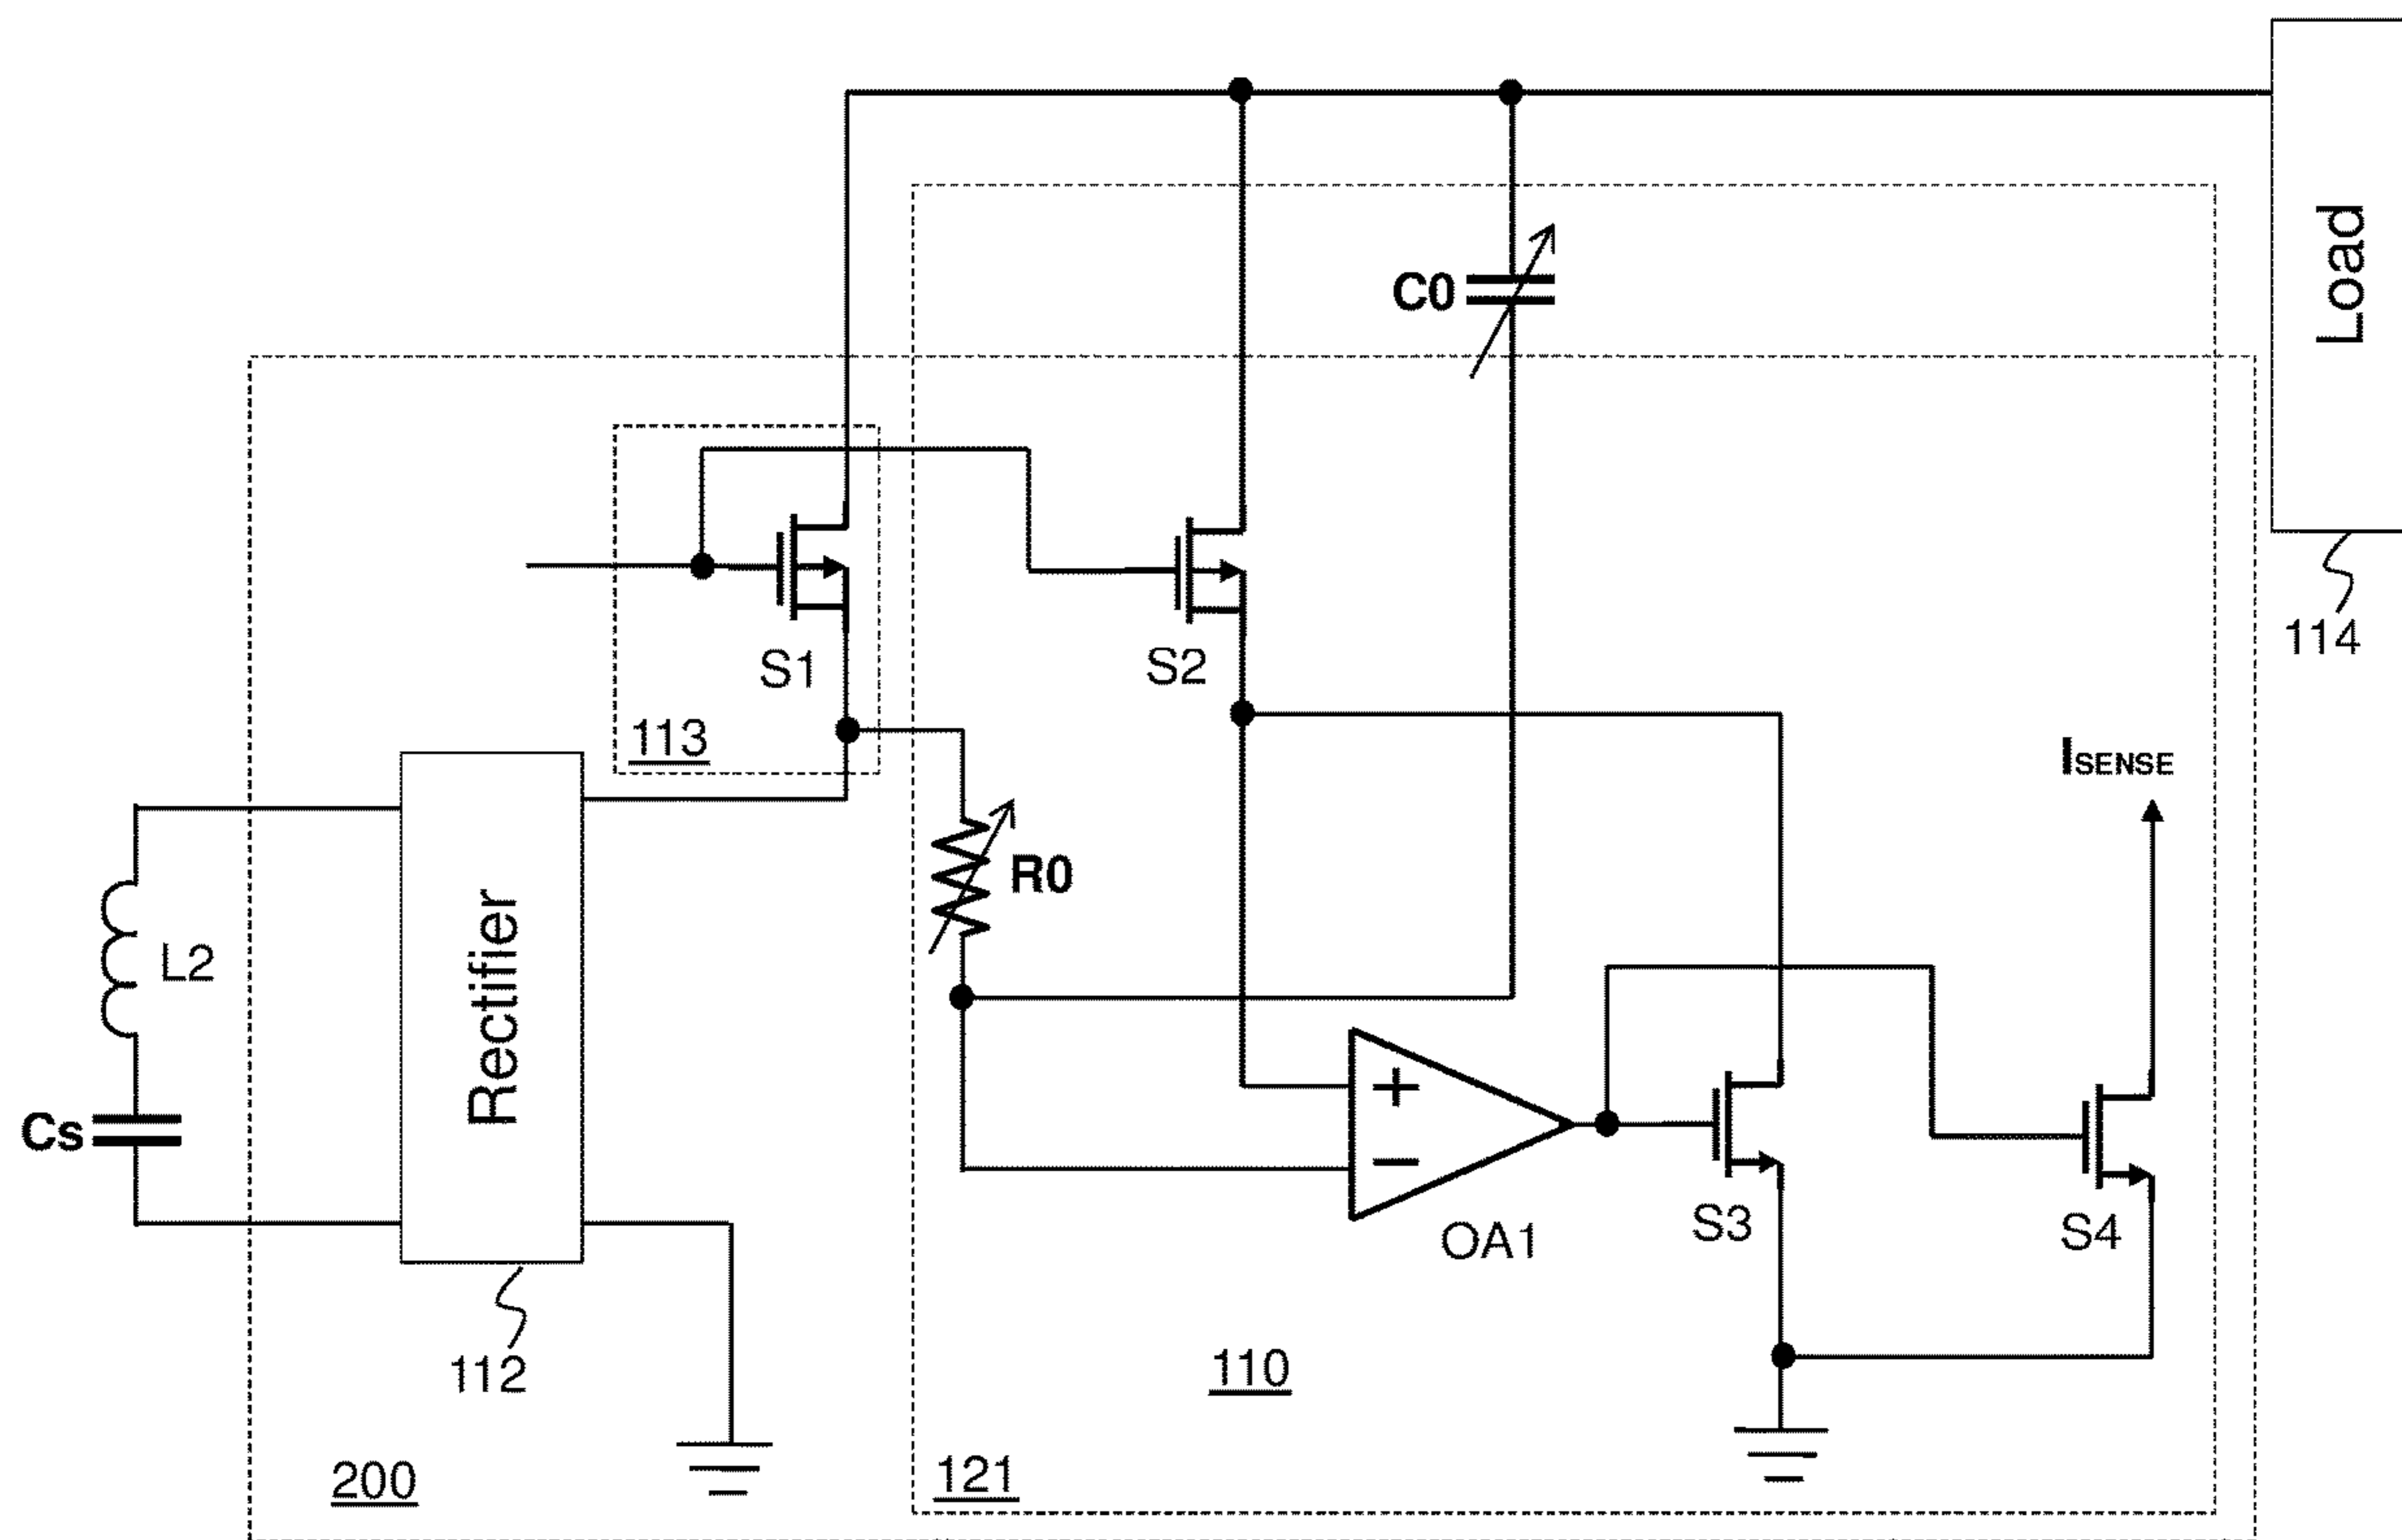 Load
C0
114
S1
S2
113
ISENSE
R0
L2
Rectifier
Cs
+
−
OA1
S3
S4
112
110
200
121